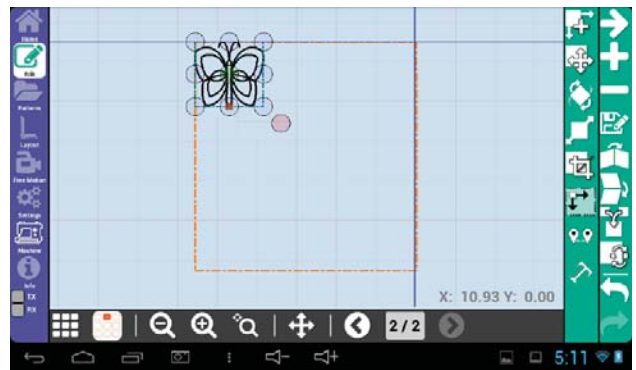 Home
Edit
Patterns
Layout
Free Motion
Settings
Machine
Info
TX
RX
X: 10.93 Y: 0.00
2 / 2
5:11